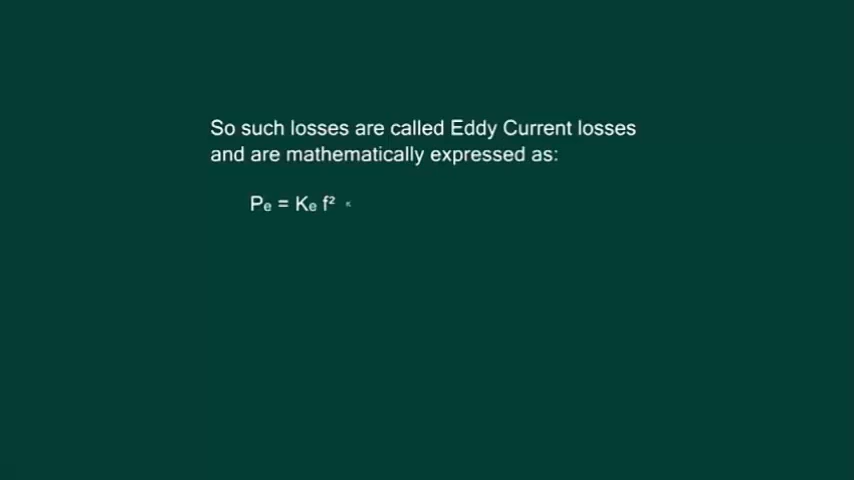 So such losses are called Eddy Current losses
and are mathematically expressed as:
Pₑ = Kₑ f²